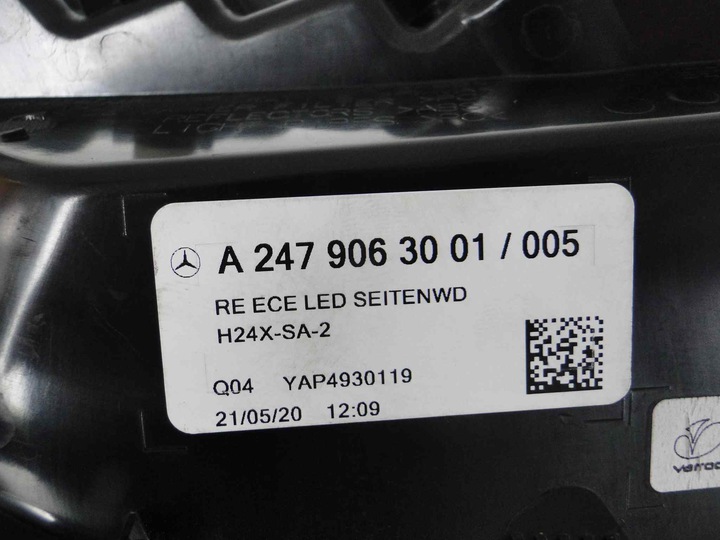 A 247 906 30 01 / 005
RE ECE LED SEITENWD
H24X-SA-2
Q04 YAP4930119
21/05/20 12:09